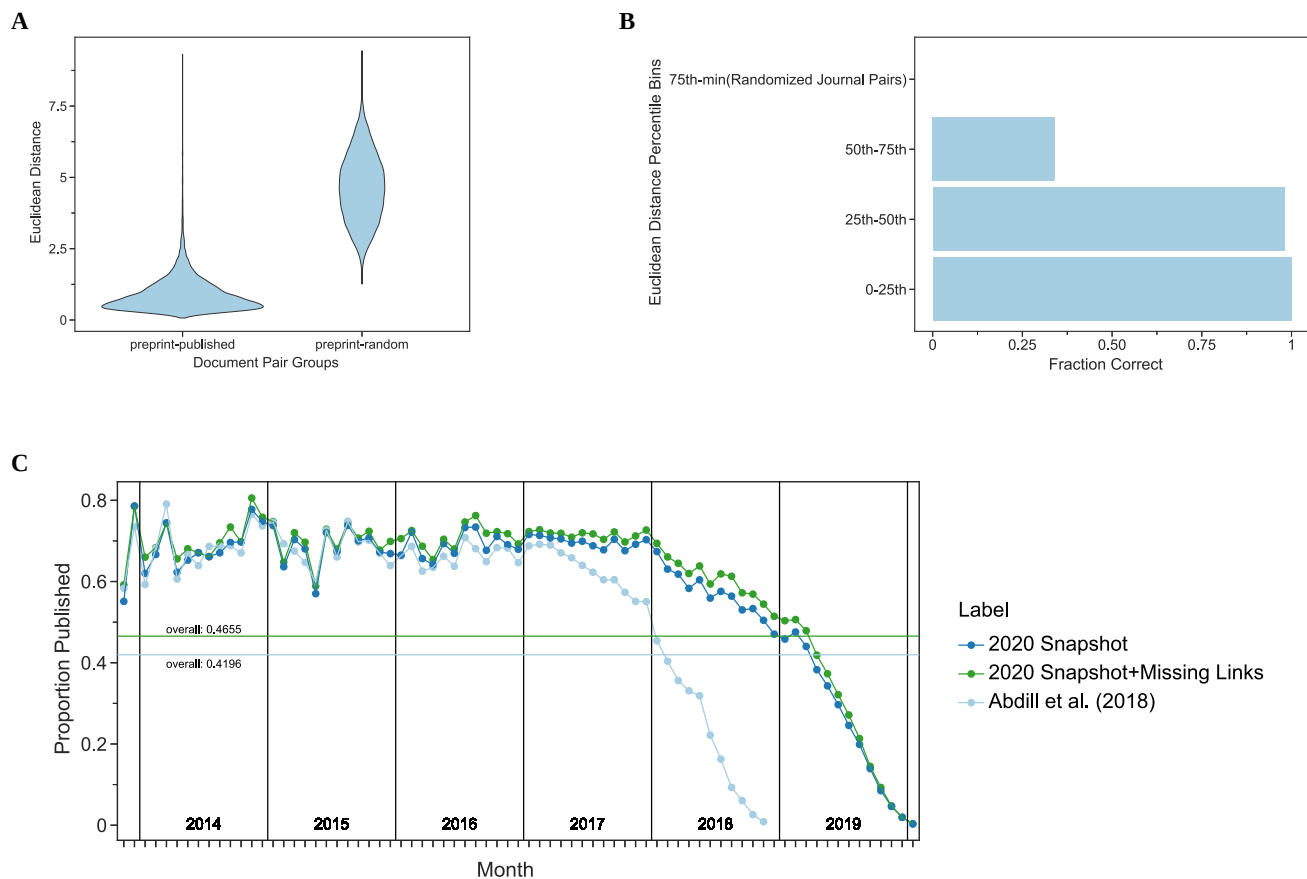 A
Euclidean Distance
7.5
5
2.5
0
preprint-published
preprint-random
Document Pair Groups
B
Euclidean Distance Percentile Bins
75th-min(Randomized Journal Pairs)
50th-75th
25th-50th
0-25th
0
0.25
0.50
0.75
1
Fraction Correct
C
Proportion Published
0.8
0.6
0.4
0.2
0
overall: 0.4655
overall: 0.4196
2014
2015
2016
2017
2018
2019
Month
Label
2020 Snapshot
2020 Snapshot+Missing Links
Abdill et al. (2018)